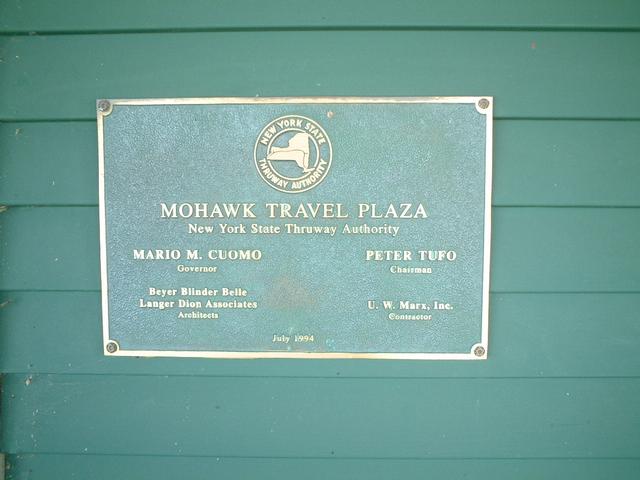 NEW YORK STATE
THRUWAY AUTHORITY
MOHAWK TRAVEL PLAZA
New York State Thruway Authority
MARIO M. CUOMO
Governor
PETER TUFO
Chairman
Beyer Blinder Belle
Langer Dion Associates
Architects
U. W. Marx, Inc.
Contractor
July 1994